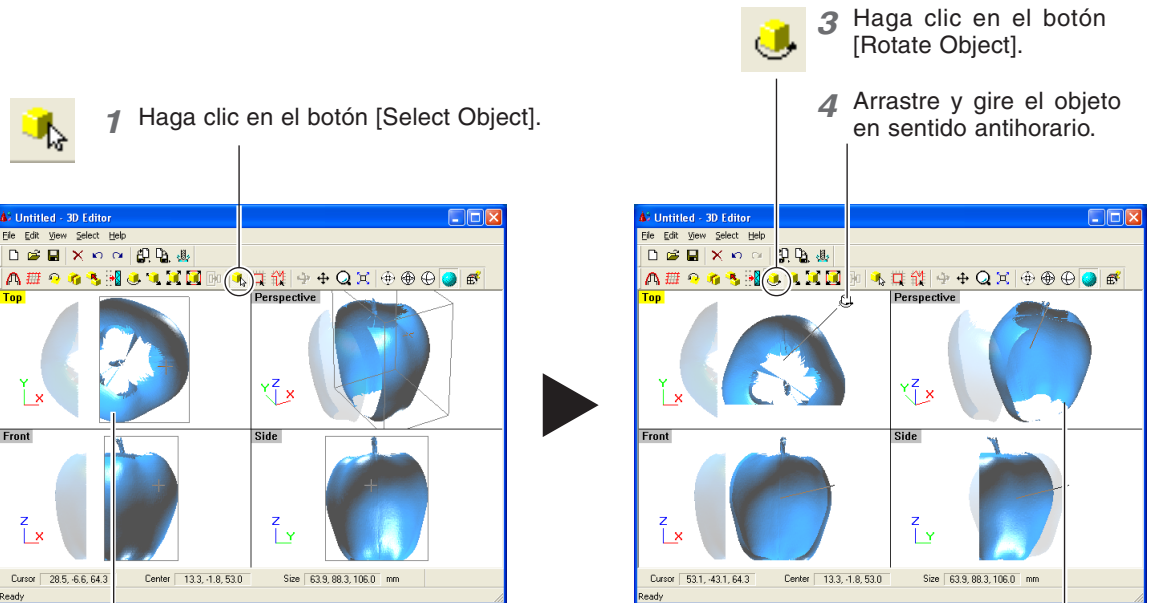 3 Haga clic en el botón
[Rotate Object].
1 Haga clic en el botón [Select Object].
4 Arrastre y gire el objeto
en sentido antihorario.
Untitled - 3D Editor
File Edit View Select Help
Top
Perspective
Y
X
Y Z X
Front
Side
Z
X
Z
Y
Cursor 28.5, -6.6, 64.3 Center 13.3, -1.8, 53.0 Size 63.9, 88.3, 106.0 mm
Ready
Untitled - 3D Editor
File Edit View Select Help
Top
Perspective
Y
X
Y Z X
Front
Side
Z
X
Z
Y
Cursor 53.1, -43.1, 64.3 Center 13.3, -1.8, 53.0 Size 63.9, 88.3, 106.0 mm
Ready